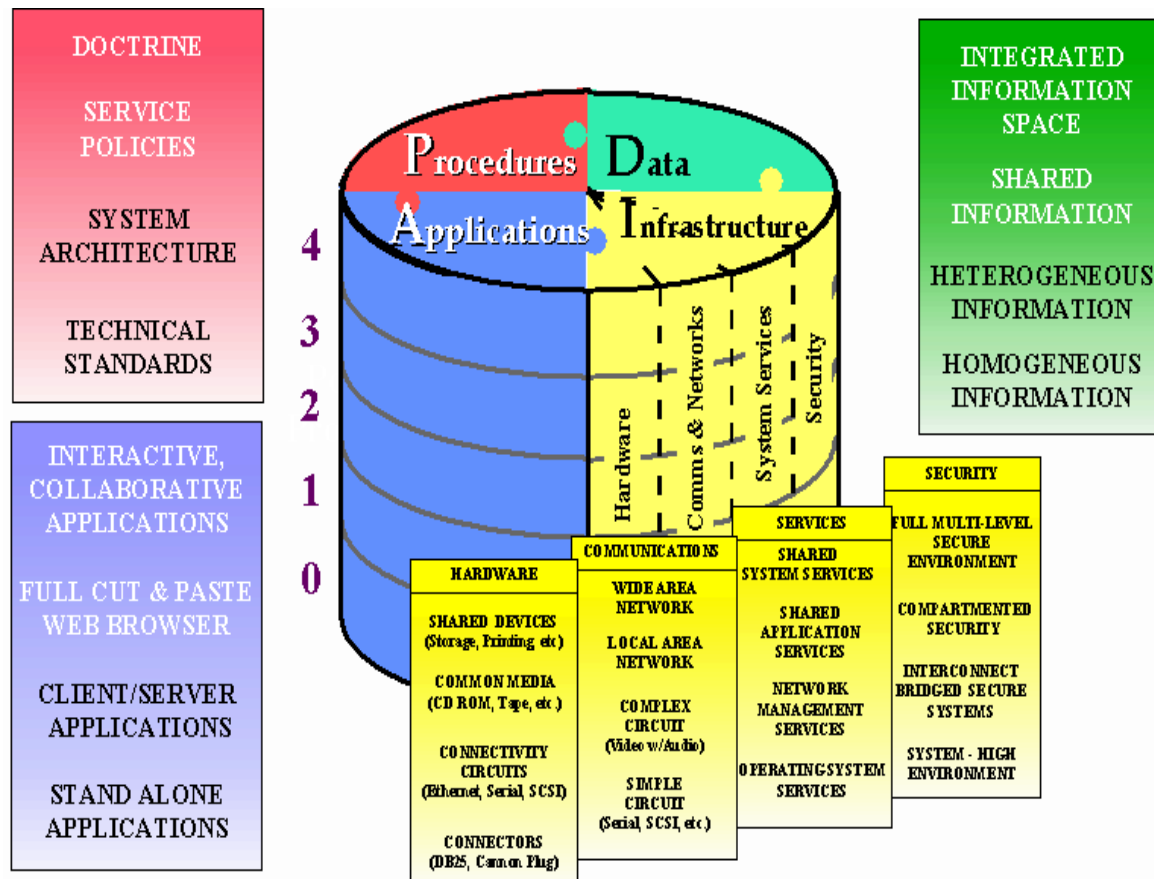 DOCTRINE
SERVICE
POLICIES
SYSTEM
ARCHITECTURE
TECHNICAL
STANDARDS
INTERACTIVE,
COLLABORATIVE
APPLICATIONS
FULL CUT & PASTE
WEB BROWSER
CLIENT/SERVER
APPLICATIONS
STAND ALONE
APPLICATIONS
Procedures
Data
Applications
Infrastructure
4
3
2
1
0
Hardware
Comms & Networks
System Services
Security
INTEGRATED
INFORMATION
SPACE
SHARED
INFORMATION
HETEROGENEOUS
INFORMATION
HOMOGENEOUS
INFORMATION
HARDWARE
SHARED DEVICES
(Storage, Printing, etc)
COMMON MEDIA
(CD ROM, Tape, etc.)
CONNECTIVITY
CIRCUITS
(Ethernet, Serial, SCSI)
CONNECTORS
(DB25, Cannon Plug)
COMMUNICATIONS
WIDE AREA
NETWORK
LOCAL AREA
NETWORK
COMPLEX
CIRCUIT
(Video w/Audio)
SIMPLE
CIRCUIT
(Serial, SCSI, etc.)
SERVICES
SHARED
SYSTEM SERVICES
SHARED
APPLICATION
SERVICES
NETWORK
MANAGEMENT
SERVICES
OPERATING SYSTEM
SERVICES
SECURITY
FULL MULTI-LEVEL
SECURE
ENVIRONMENT
COMPARTMENTED
SECURITY
INTERCONNECT
BRIDGED SECURE
SYSTEMS
SYSTEM - HIGH
ENVIRONMENT